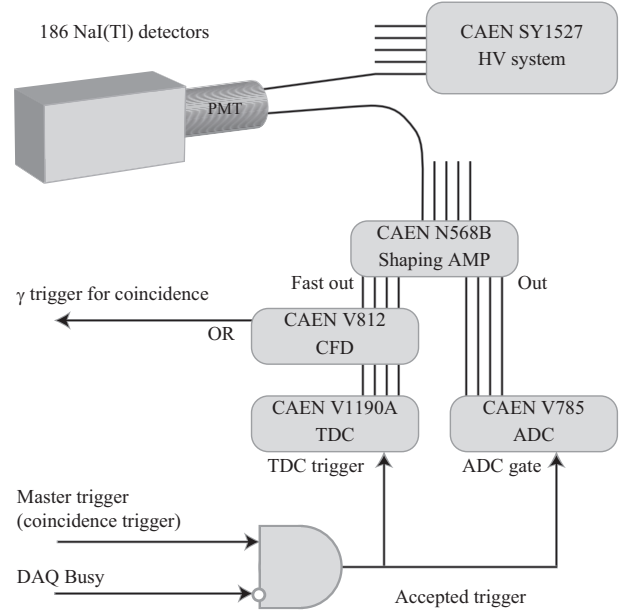 186 NaI(Tl) detectors
CAEN SY1527
HV system
PMT
CAEN N568B
Shaping AMP
Fast out
Out
γ trigger for coincidence
OR
CAEN V812
CFD
CAEN V1190A
TDC
CAEN V785
ADC
TDC trigger
ADC gate
Master trigger
(coincidence trigger)
DAQ Busy
Accepted trigger